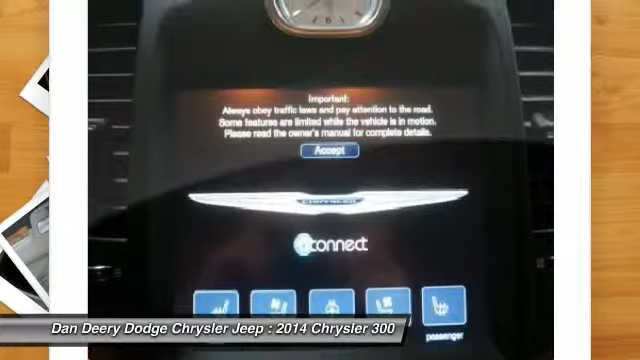 Important:
Always obey traffic laws and pay attention to the road.
Some features are limited while the vehicle is in motion.
Please read the owner's manual for complete details.
Accept
CHRYSLER
uconnect
passenger
Dan Deery Dodge Chrysler Jeep : 2014 Chrysler 300